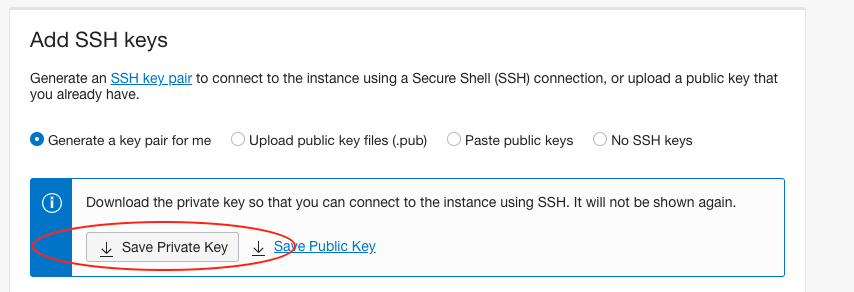 Add SSH keys
Generate an SSH key pair to connect to the instance using a Secure Shell (SSH) connection, or upload a public key that
you already have.
Generate a key pair for me Upload public key files (.pub) Paste public keys No SSH keys
Download the private key so that you can connect to the instance using SSH. It will not be shown again.
Save Private Key Save Public Key